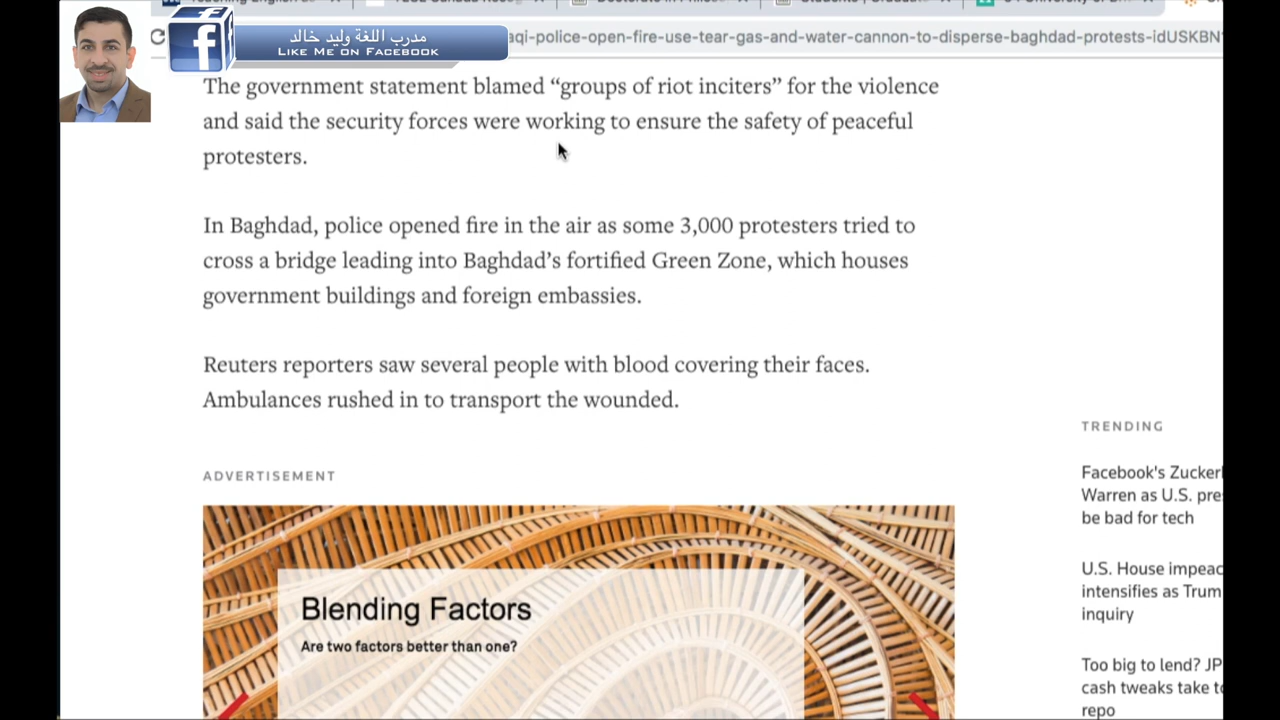 مدرب اللغة وليد خالد
LIKE ME ON FACEBOOK
aqi-police-open-fire-use-tear-gas-and-water-cannon-to-disperse-baghdad-protests-idUSKBN
The government statement blamed “groups of riot inciters” for the violence
and said the security forces were working to ensure the safety of peaceful
protesters.
In Baghdad, police opened fire in the air as some 3,000 protesters tried to
cross a bridge leading into Baghdad’s fortified Green Zone, which houses
government buildings and foreign embassies.
Reuters reporters saw several people with blood covering their faces.
Ambulances rushed in to transport the wounded.
ADVERTISEMENT
Blending Factors
Are two factors better than one?
TRENDING
Facebook's Zucker
Warren as U.S. pre
be bad for tech
U.S. House impeac
intensifies as Trum
inquiry
Too big to lend? JP
cash tweaks take t
repo